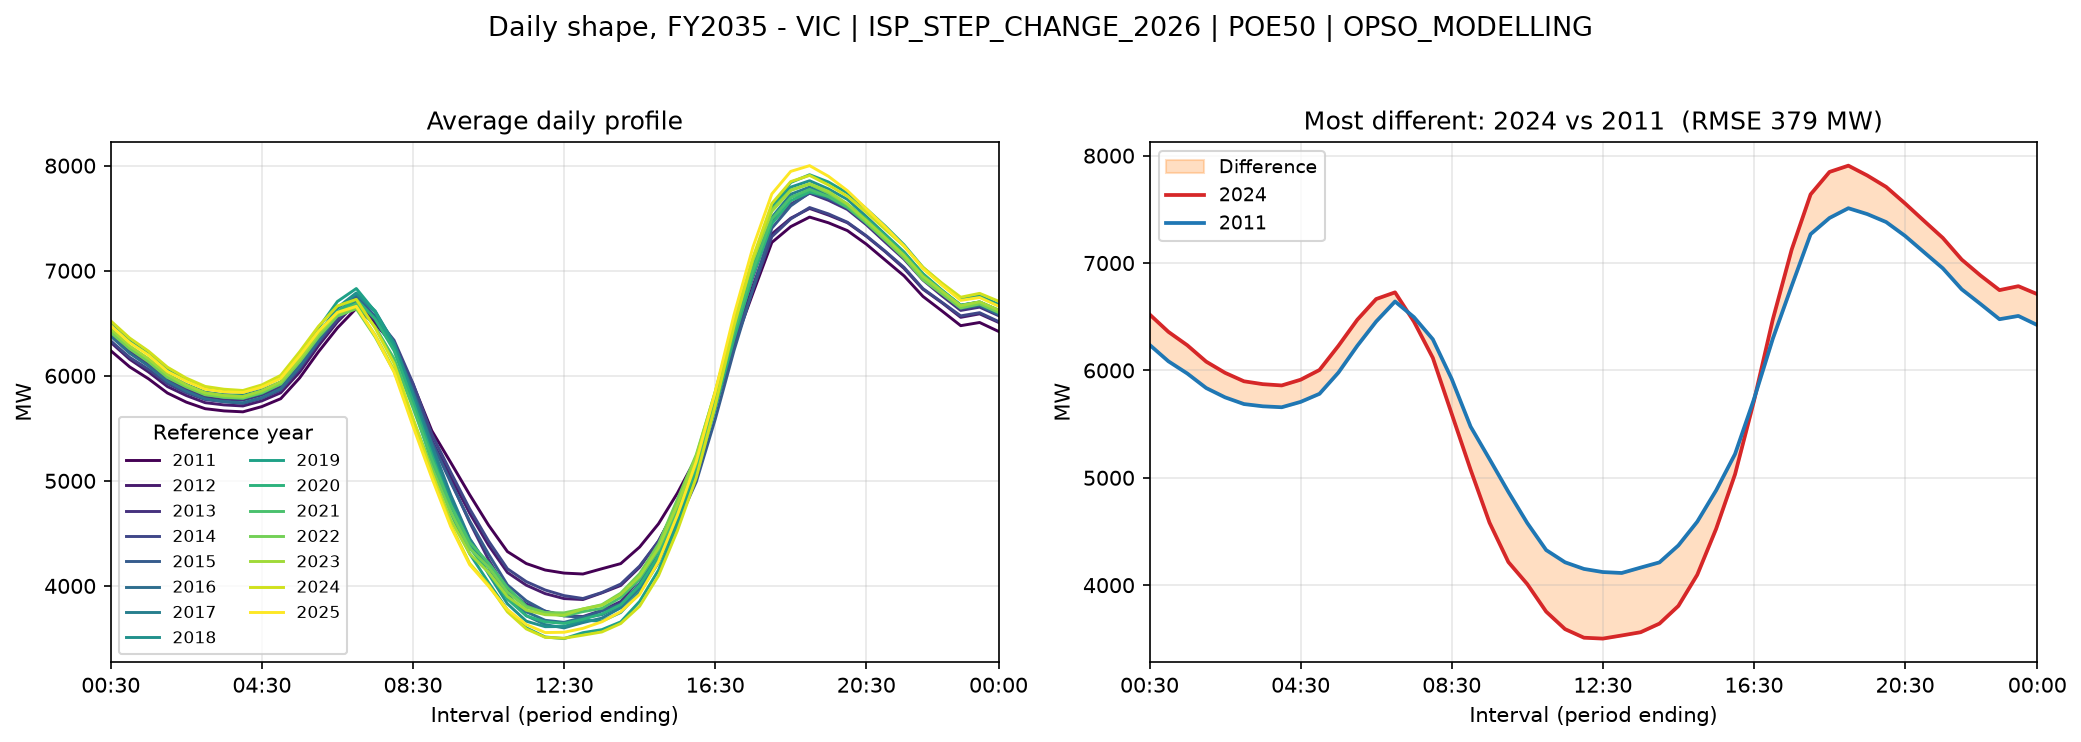 Daily shape, FY2035 - VIC | ISP_STEP_CHANGE_2026 | POE50 | OPSO_MODELLING
Average daily profile
MW
8000
7000
6000
5000
4000
Reference year
2011 2019
2012 2020
2013 2021
2014 2022
2015 2023
2016 2024
2017 2025
2018
00:30 04:30 08:30 12:30 16:30 20:30 00:00
Interval (period ending)
Most different: 2024 vs 2011 (RMSE 379 MW)
MW
8000
7000
6000
5000
4000
Difference
2024
2011
00:30 04:30 08:30 12:30 16:30 20:30 00:00
Interval (period ending)